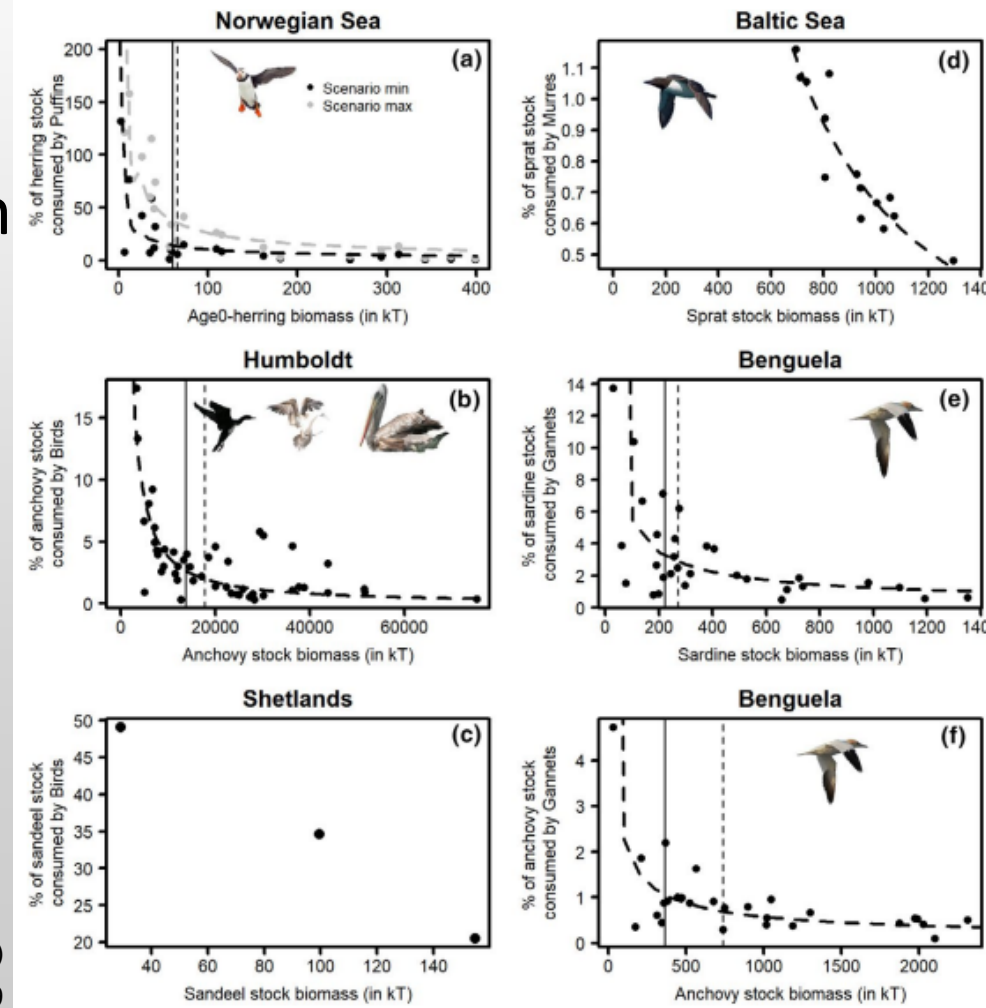 Norwegian Sea
(a)
Scenario min
Scenario max
200
150
100
50
0
% of herring stock
consumed by Puffins
0 100 200 300 400
Age0-herring biomass (in kT)
Baltic Sea
(d)
1.1
1.0
0.9
0.8
0.7
0.6
0.5
% of sprat stock
consumed by Murres
0 200 400 600 800 1000 1200 140
Sprat stock biomass (in kT)
Humboldt
(b)
15
10
5
0
% of anchovy stock
consumed by Birds
0 20000 40000 60000
Anchovy stock biomass (in kT)
Benguela
(e)
14
12
10
8
6
4
2
0
% of sardine stock
consumed by Gannets
0 200 400 600 800 1000 1200 140
Sardine stock biomass (in kT)
Shetlands
(c)
50
45
40
35
30
25
20
% of sandeel stock
consumed by Birds
40 60 80 100 120 140
Sandeel stock biomass (in kT)
Benguela
(f)
4
3
2
1
0
% of anchovy stock
consumed by Gannets
0 500 1000 1500 2000
Anchovy stock biomass (in kT)